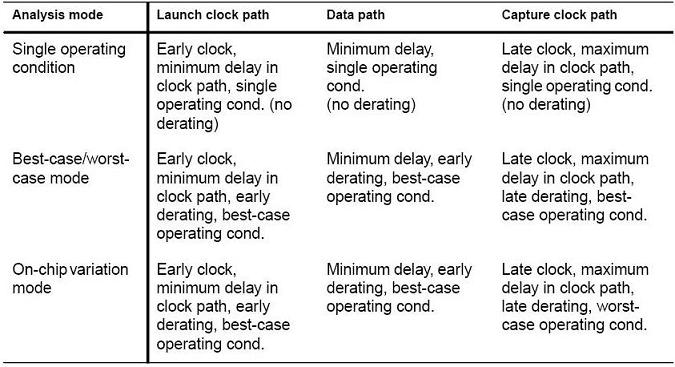 Analysis mode
Launch clock path
Data path
Capture clock path
Single operating
condition
Early clock,
minimum delay in
clock path, single
operating cond. (no
derating)
Minimum delay,
single operating
cond.
(no derating)
Late clock, maximum
delay in clock path,
single operating cond.
(no derating)
Best-case/worst-
case mode
Early clock,
minimum delay in
clock path, early
derating, best-case
operating cond.
Minimum delay, early
derating, best-case
operating cond.
Late clock, maximum
delay in clock path,
late derating, best-
case operating cond.
On-chip variation
mode
Early clock,
minimum delay in
clock path, early
derating, best-case
operating cond.
Minimum delay, early
derating, best-case
operating cond.
Late clock, maximum
delay in clock path,
late derating, worst-
case operating cond.